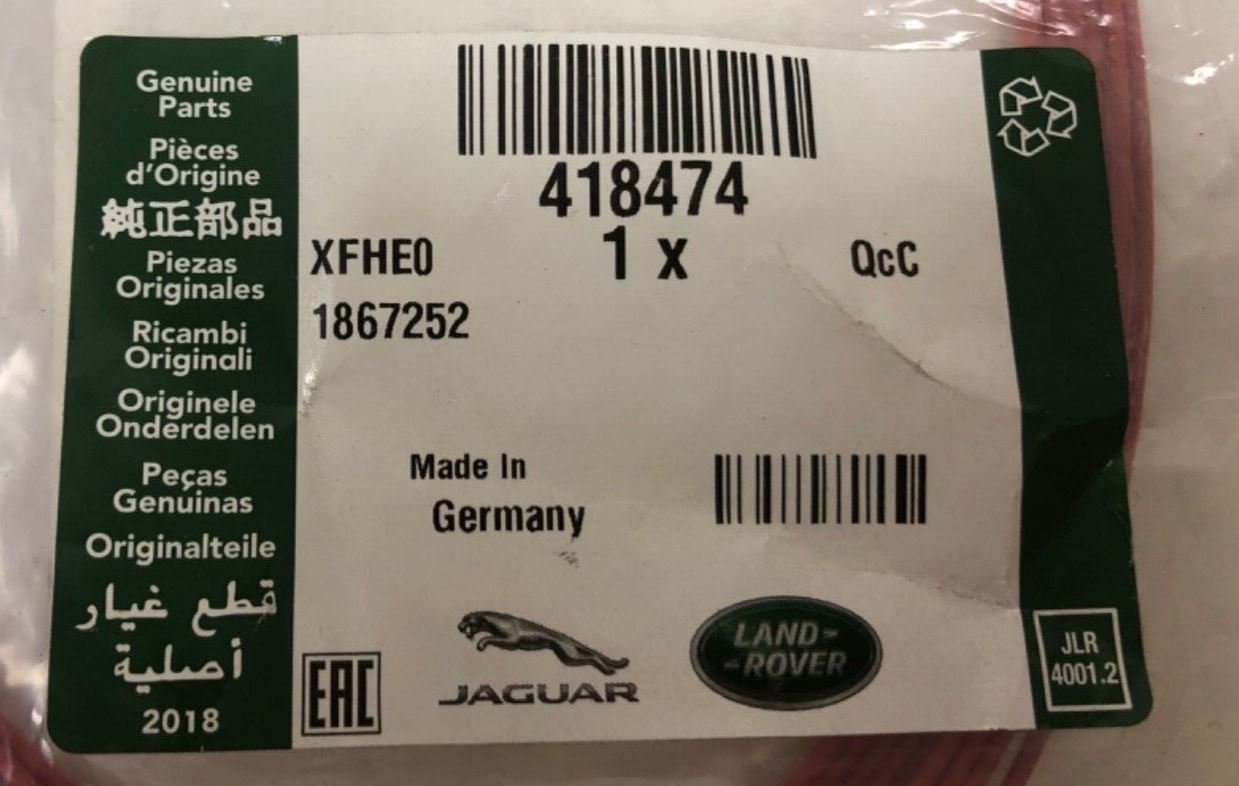 Genuine
Parts
Pièces
d'Origine
純正部品
Piezas
Originales
Ricambi
Originali
Originele
Onderdelen
Peças
Genuinas
Originalteile
قطع غيار
أصلية
2018
418474
XFHE0
1 x
QcC
1867252
Made In
Germany
EAC
JAGUAR
LAND-
-ROVER
JLR
4001.2